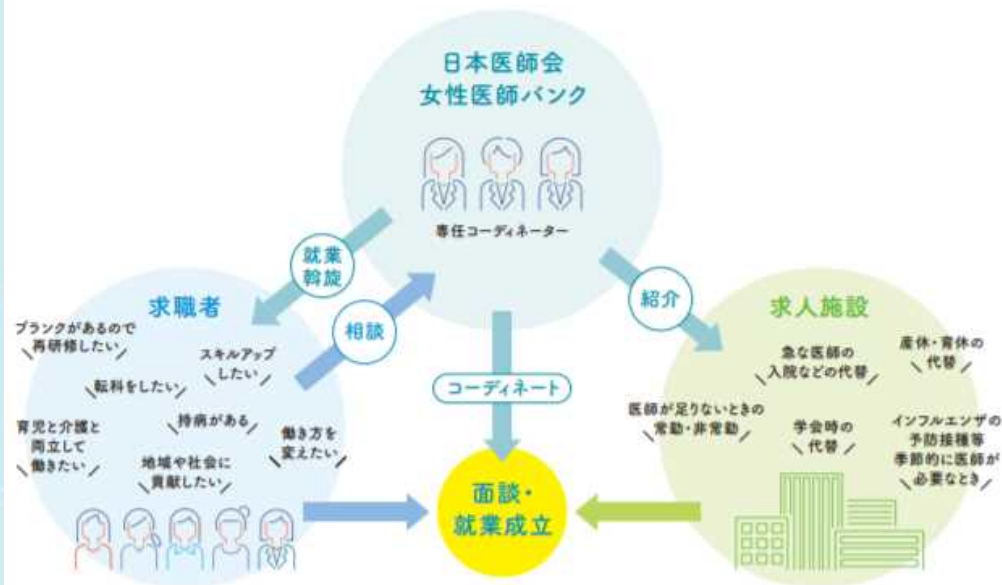 日本医師会
女性医師バンク
専任コーディネーター
就業
斡旋
相談
紹介
コーディネート
求職者
ブランクがあるので
再研修したい
スキルアップ
したい
転科をしたい
持病がある
育児と介護と
両立して
働きたい
地域や社会に
貢献したい
働き方を
変えたい
求人施設
急な医師の
入院などの代替
産休・育休の
代替
医師が足りないときの
常勤・非常勤
学会時の
代替
インフルエンザの
予防接種等
季節的に医師が
必要なとき
面談・
就業成立